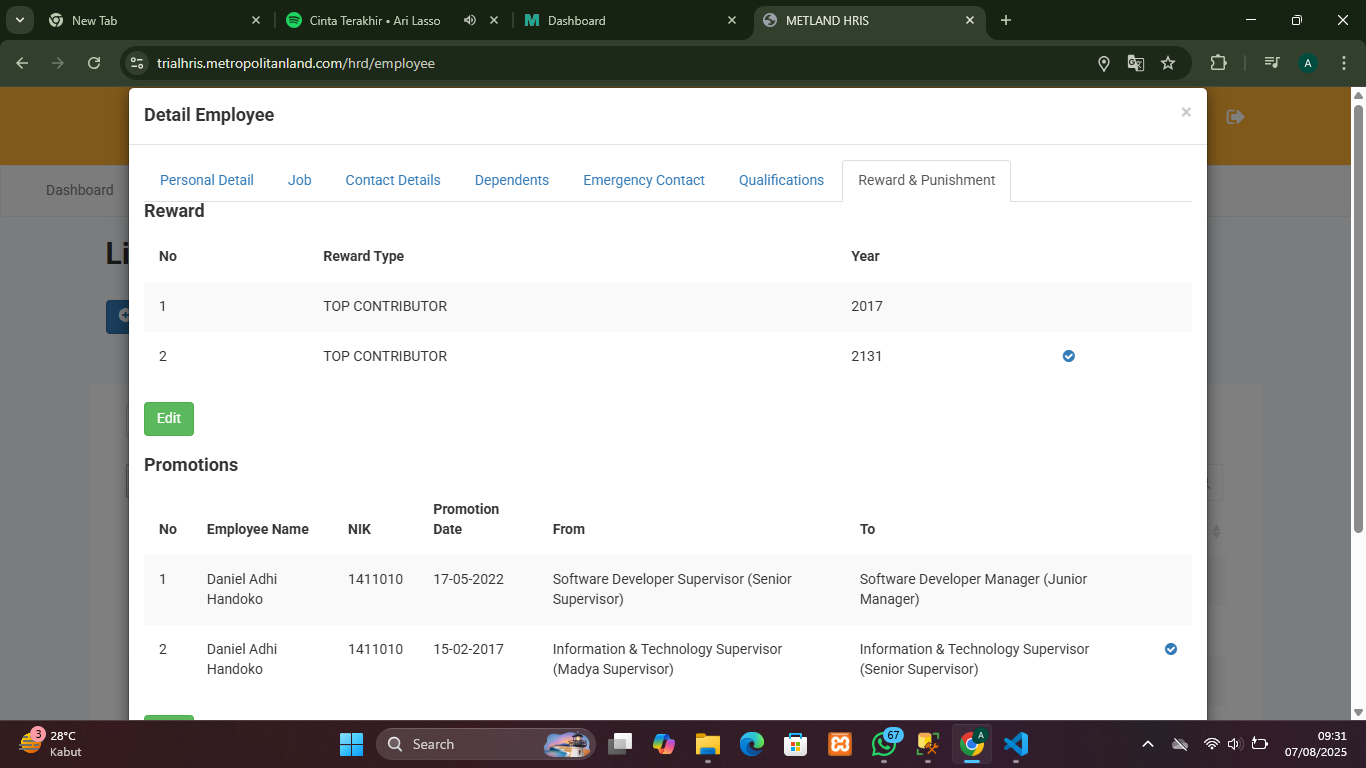 New Tab
Cinta Terakhir • Ari Lasso
Dashboard
METLAND HRIS
trialhris.metropolitanland.com/hrd/employee
A
Detail Employee
×
Personal Detail
Job
Contact Details
Dependents
Emergency Contact
Qualifications
Reward & Punishment
Dashboard
Li
Reward
No Reward Type Year
1 TOP CONTRIBUTOR 2017
2 TOP CONTRIBUTOR 2131
Edit
Promotions
No Employee Name NIK Promotion Date From To
1 Daniel Adhi Handoko 1411010 17-05-2022 Software Developer Supervisor (Senior Supervisor) Software Developer Manager (Junior Manager)
2 Daniel Adhi Handoko 1411010 15-02-2017 Information & Technology Supervisor (Madya Supervisor) Information & Technology Supervisor (Senior Supervisor)
3
28°C
Kabut
Search
67
A
09:31
07/08/2025